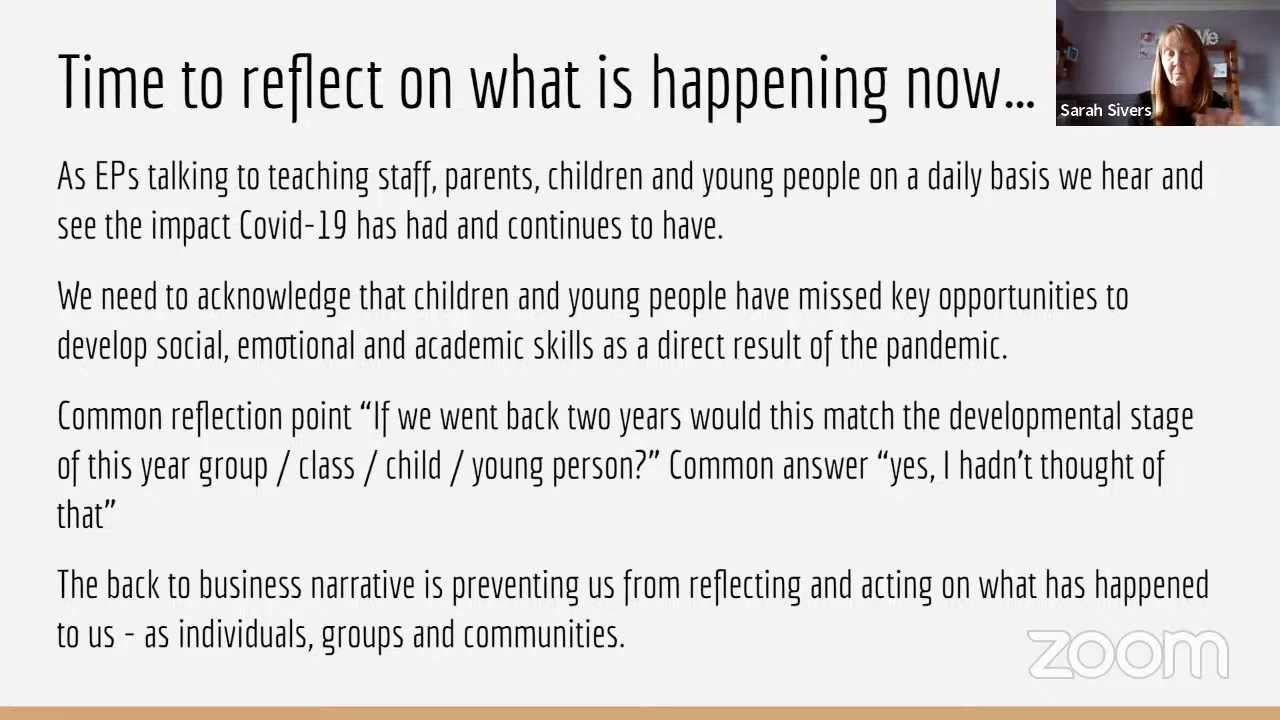 Time to reflect on what is happening now...
Me
Sarah Sivers
As EPs talking to teaching staff, parents, children and young people on a daily basis we hear and
see the impact Covid-19 has had and continues to have.
We need to acknowledge that children and young people have missed key opportunities to
develop social, emotional and academic skills as a direct result of the pandemic.
Common reflection point “If we went back two years would this match the developmental stage
of this year group / class / child / young person?” Common answer “yes, I hadn’t thought of
that”
The back to business narrative is preventing us from reflecting and acting on what has happened
to us - as individuals, groups and communities.
zoom